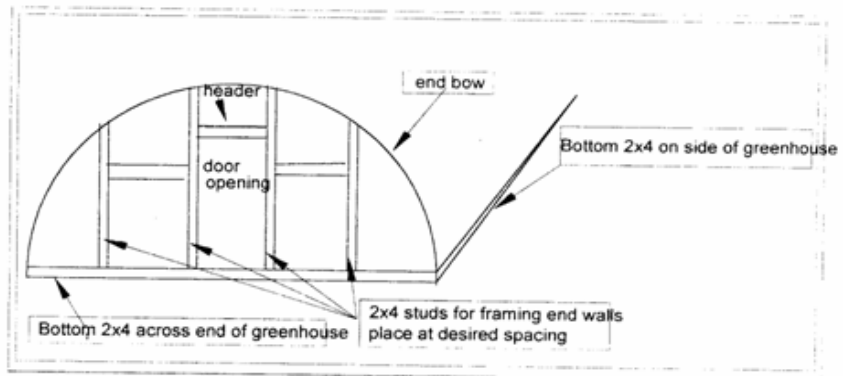 header
end bow
Bottom 2x4 on side of greenhouse
door
opening
Bottom 2x4 across end of greenhouse
2x4 studs for framing end walls
place at desired spacing